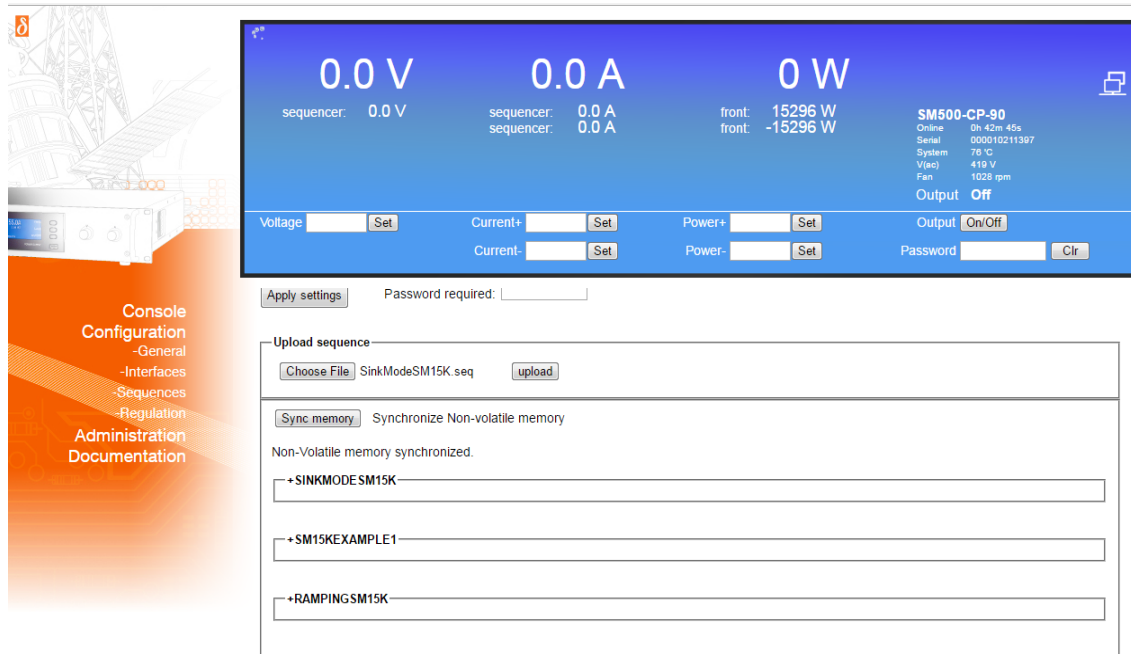 δ
0.0 V 0.0 A 0 W
sequencer: 0.0 V sequencer: 0.0 A front: 15296 W
sequencer: 0.0 A front: -15296 W
SM500-CP-90
Online 0h 42m 45s
Serial 000010211397
System 76 'C
V(ac) 419 V
Fan 1028 rpm
Output Off
Voltage Set Current+ Set Power+ Set Output On/Off
Current- Set Power- Set Password Clr
Apply settings Password required:
Console
Configuration
-General
-Interfaces
-Sequences
-Regulation
Administration
Documentation
Upload sequence
Choose File SinkModeSM15K.seq upload
Sync memory Synchronize Non-volatile memory
Non-Volatile memory synchronized.
+SINKMODESM15K
+SM15KEXAMPLE1
+RAMPINGSM15K